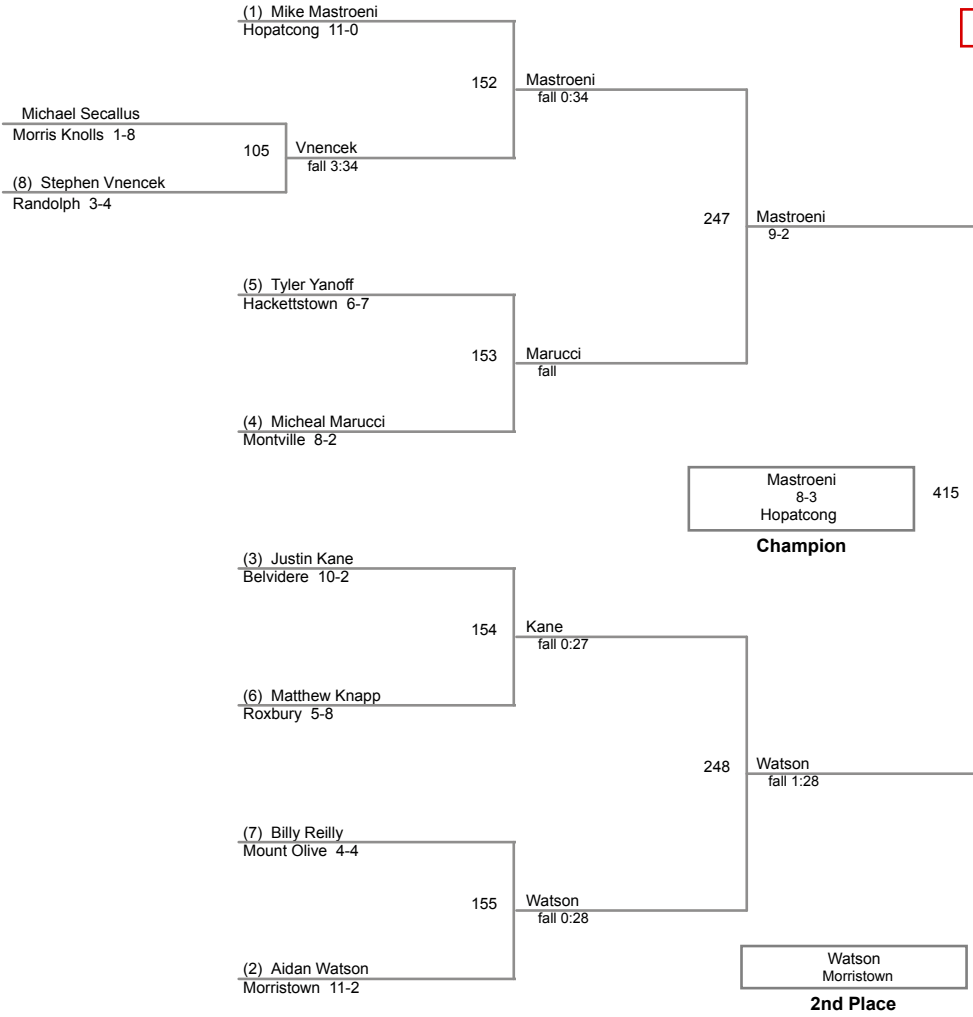 (1) Mike Mastroeni
Hopatcong 11-0
152
Mastroeni
fall 0:34
Michael Secallus
Morris Knolls 1-8
105
Vnencek
fall 3:34
(8) Stephen Vnencek
Randolph 3-4
247
Mastroeni
9-2
(5) Tyler Yanoff
Hackettstown 6-7
153
Marucci
fall
(4) Micheal Marucci
Montville 8-2
Mastroeni
8-3
Hopatcong
415
Champion
(3) Justin Kane
Belvidere 10-2
154
Kane
fall 0:27
(6) Matthew Knapp
Roxbury 5-8
248
Watson
fall 1:28
(7) Billy Reilly
Mount Olive 4-4
155
Watson
fall 0:28
(2) Aidan Watson
Morristown 11-2
Watson
Morristown
2nd Place